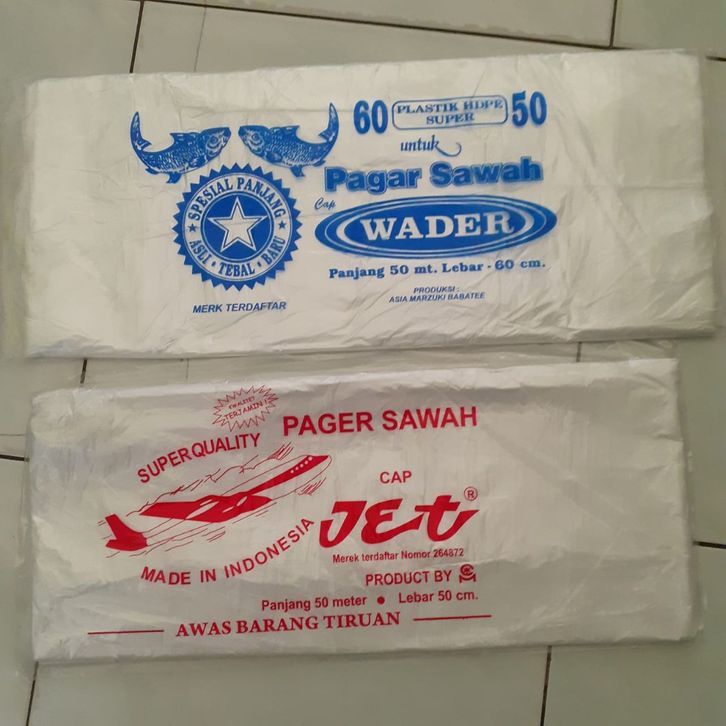 60 PLASTIK HDPE SUPER 50
untuk
Pagar Sawah
Cap
WADER
Panjang 50 mt. Lebar - 60 cm.
PRODUKSI :
ASIA MARZUKI BABATEE
SPESIAL PANJANG
ASLI · TEBAL · BARU
MERK TERDAFTAR
KWALITET
TERJAMIN !
SUPER QUALITY
PAGER SAWAH
CAP
JEt®
Merek terdaftar Nomor 264872
MADE IN INDONESIA
PRODUCT BY
Panjang 50 meter • Lebar 50 cm.
AWAS BARANG TIRUAN